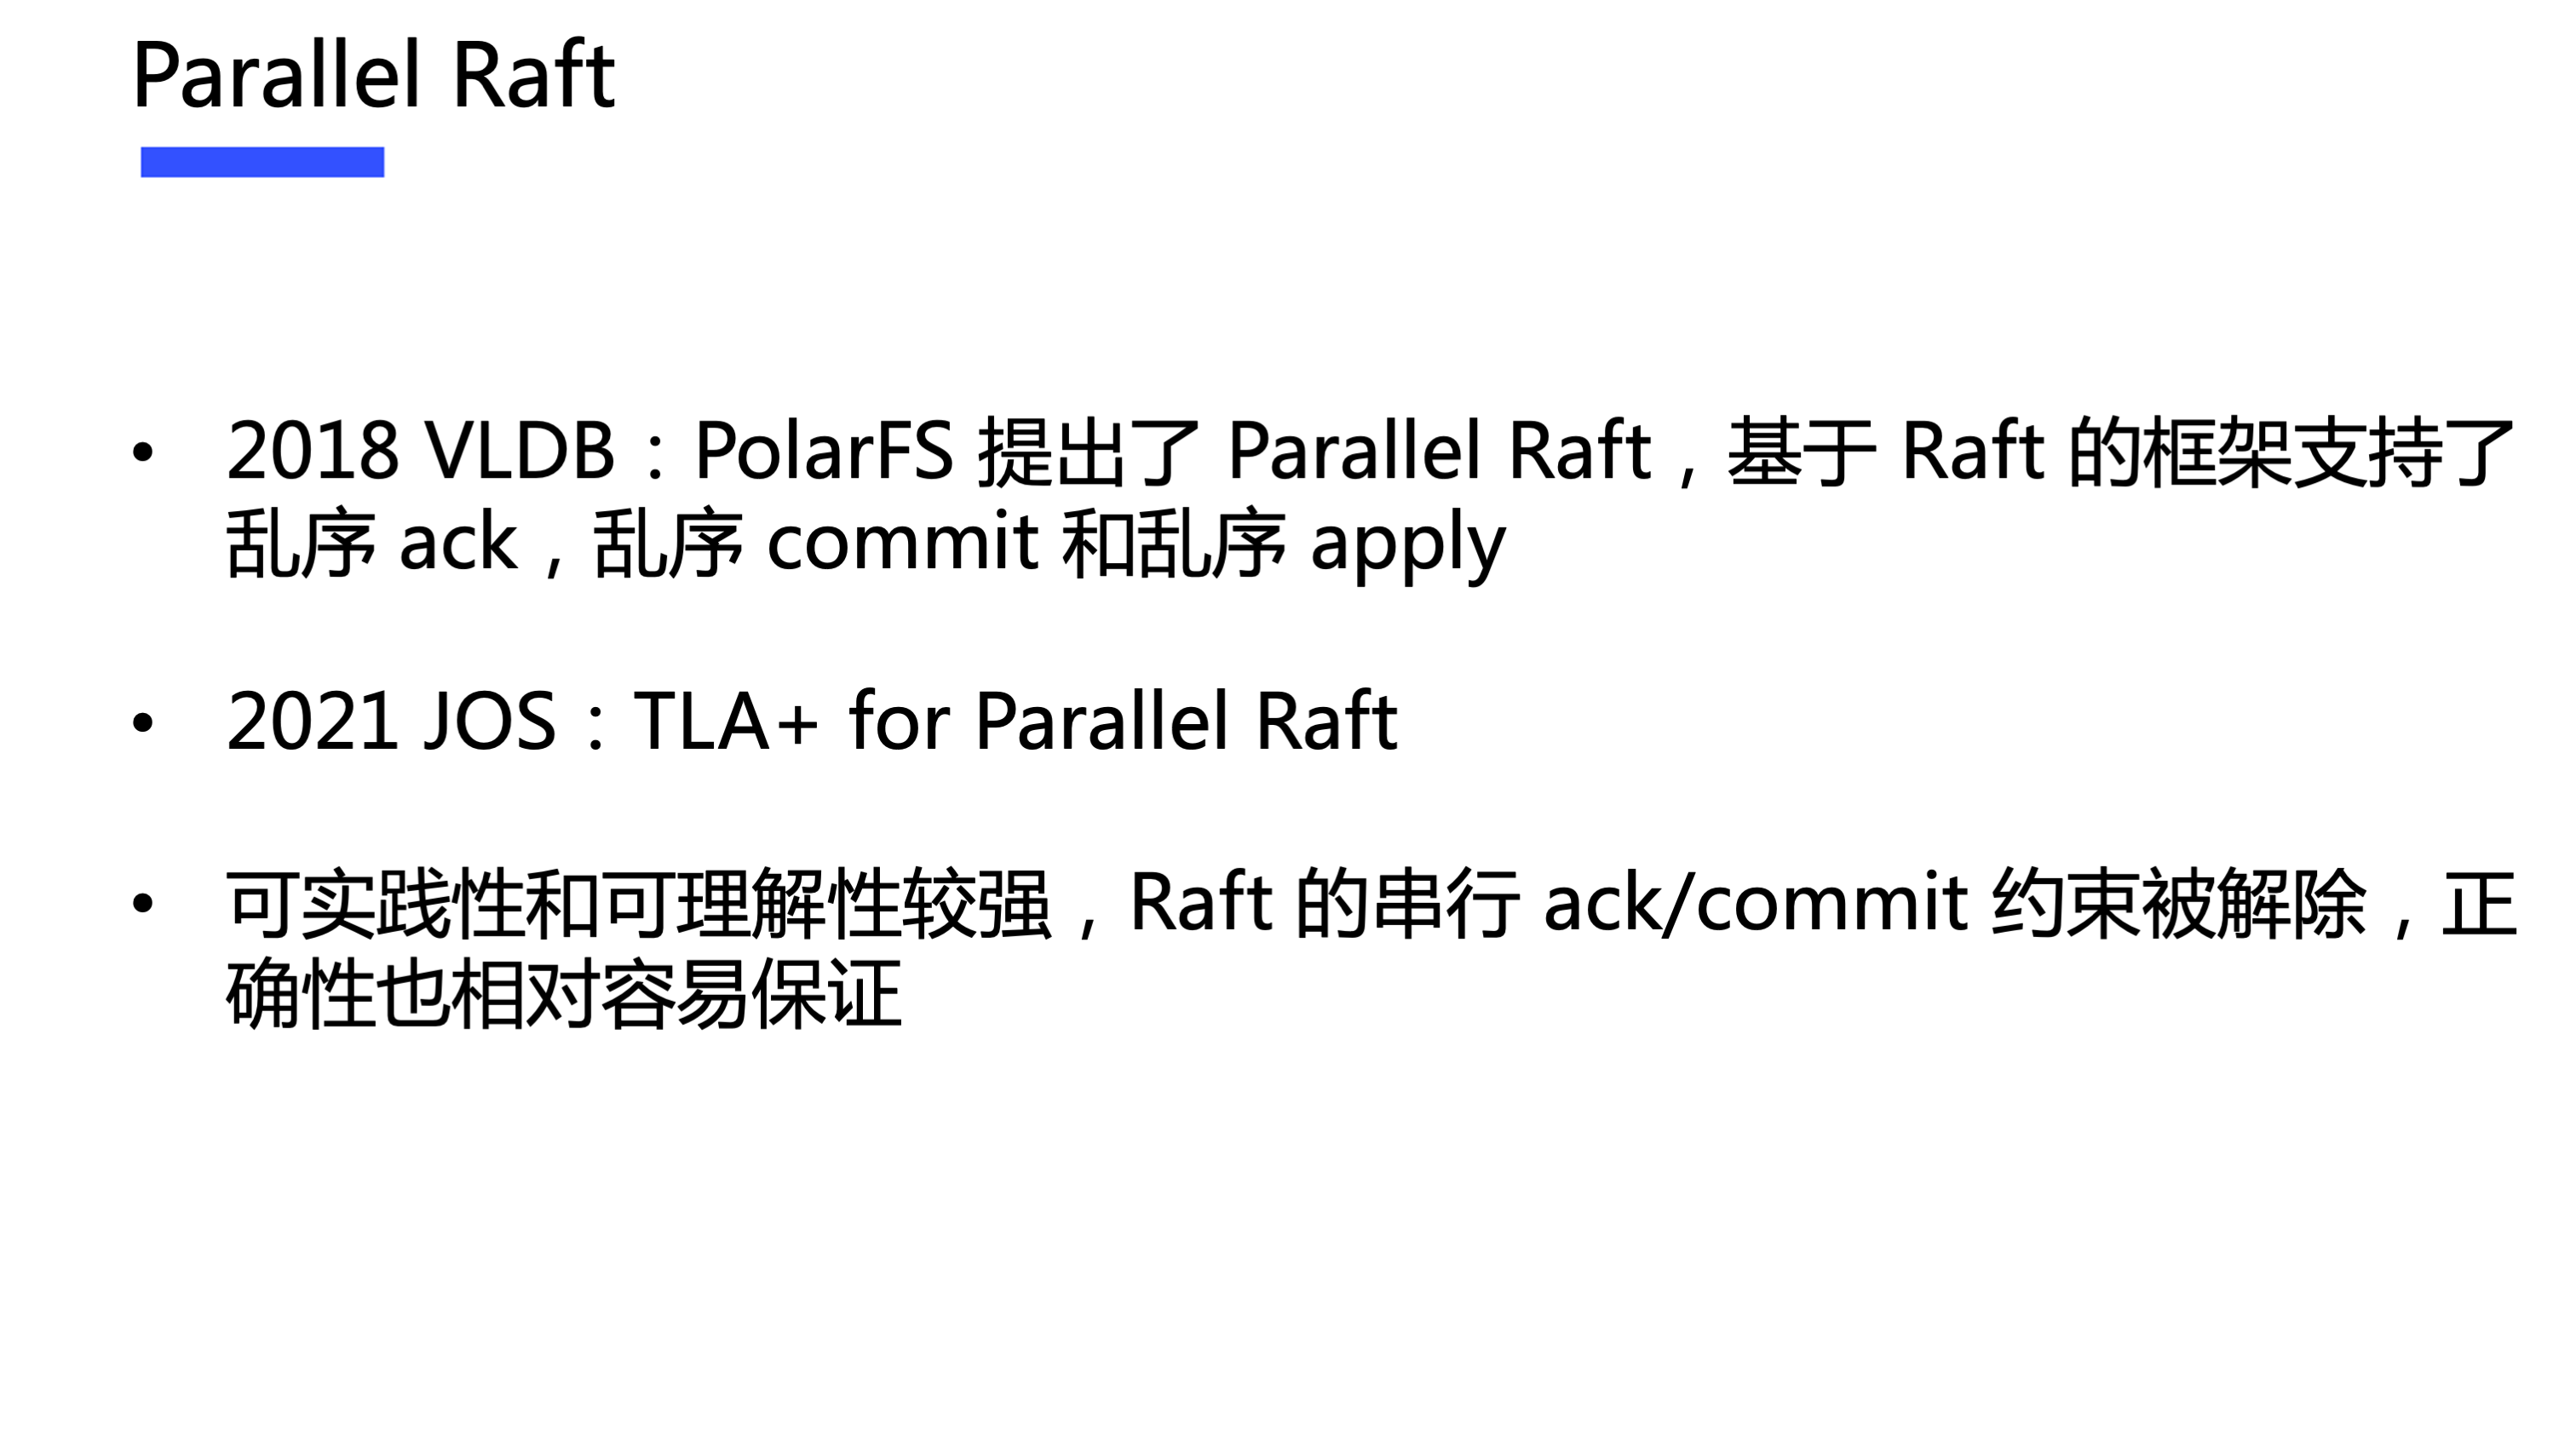 Parallel Raft
• 2018 VLDB：PolarFS 提出了 Parallel Raft，基于 Raft 的框架支持了
乱序 ack，乱序 commit 和乱序 apply
• 2021 JOS：TLA+ for Parallel Raft
• 可实践性和可理解性较强，Raft 的串行 ack/commit 约束被解除，正
确性也相对容易保证